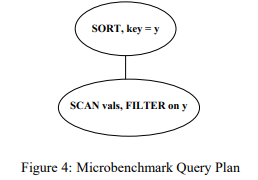 SORT, key = y
SCAN vals, FILTER on y
Figure 4: Microbenchmark Query Plan